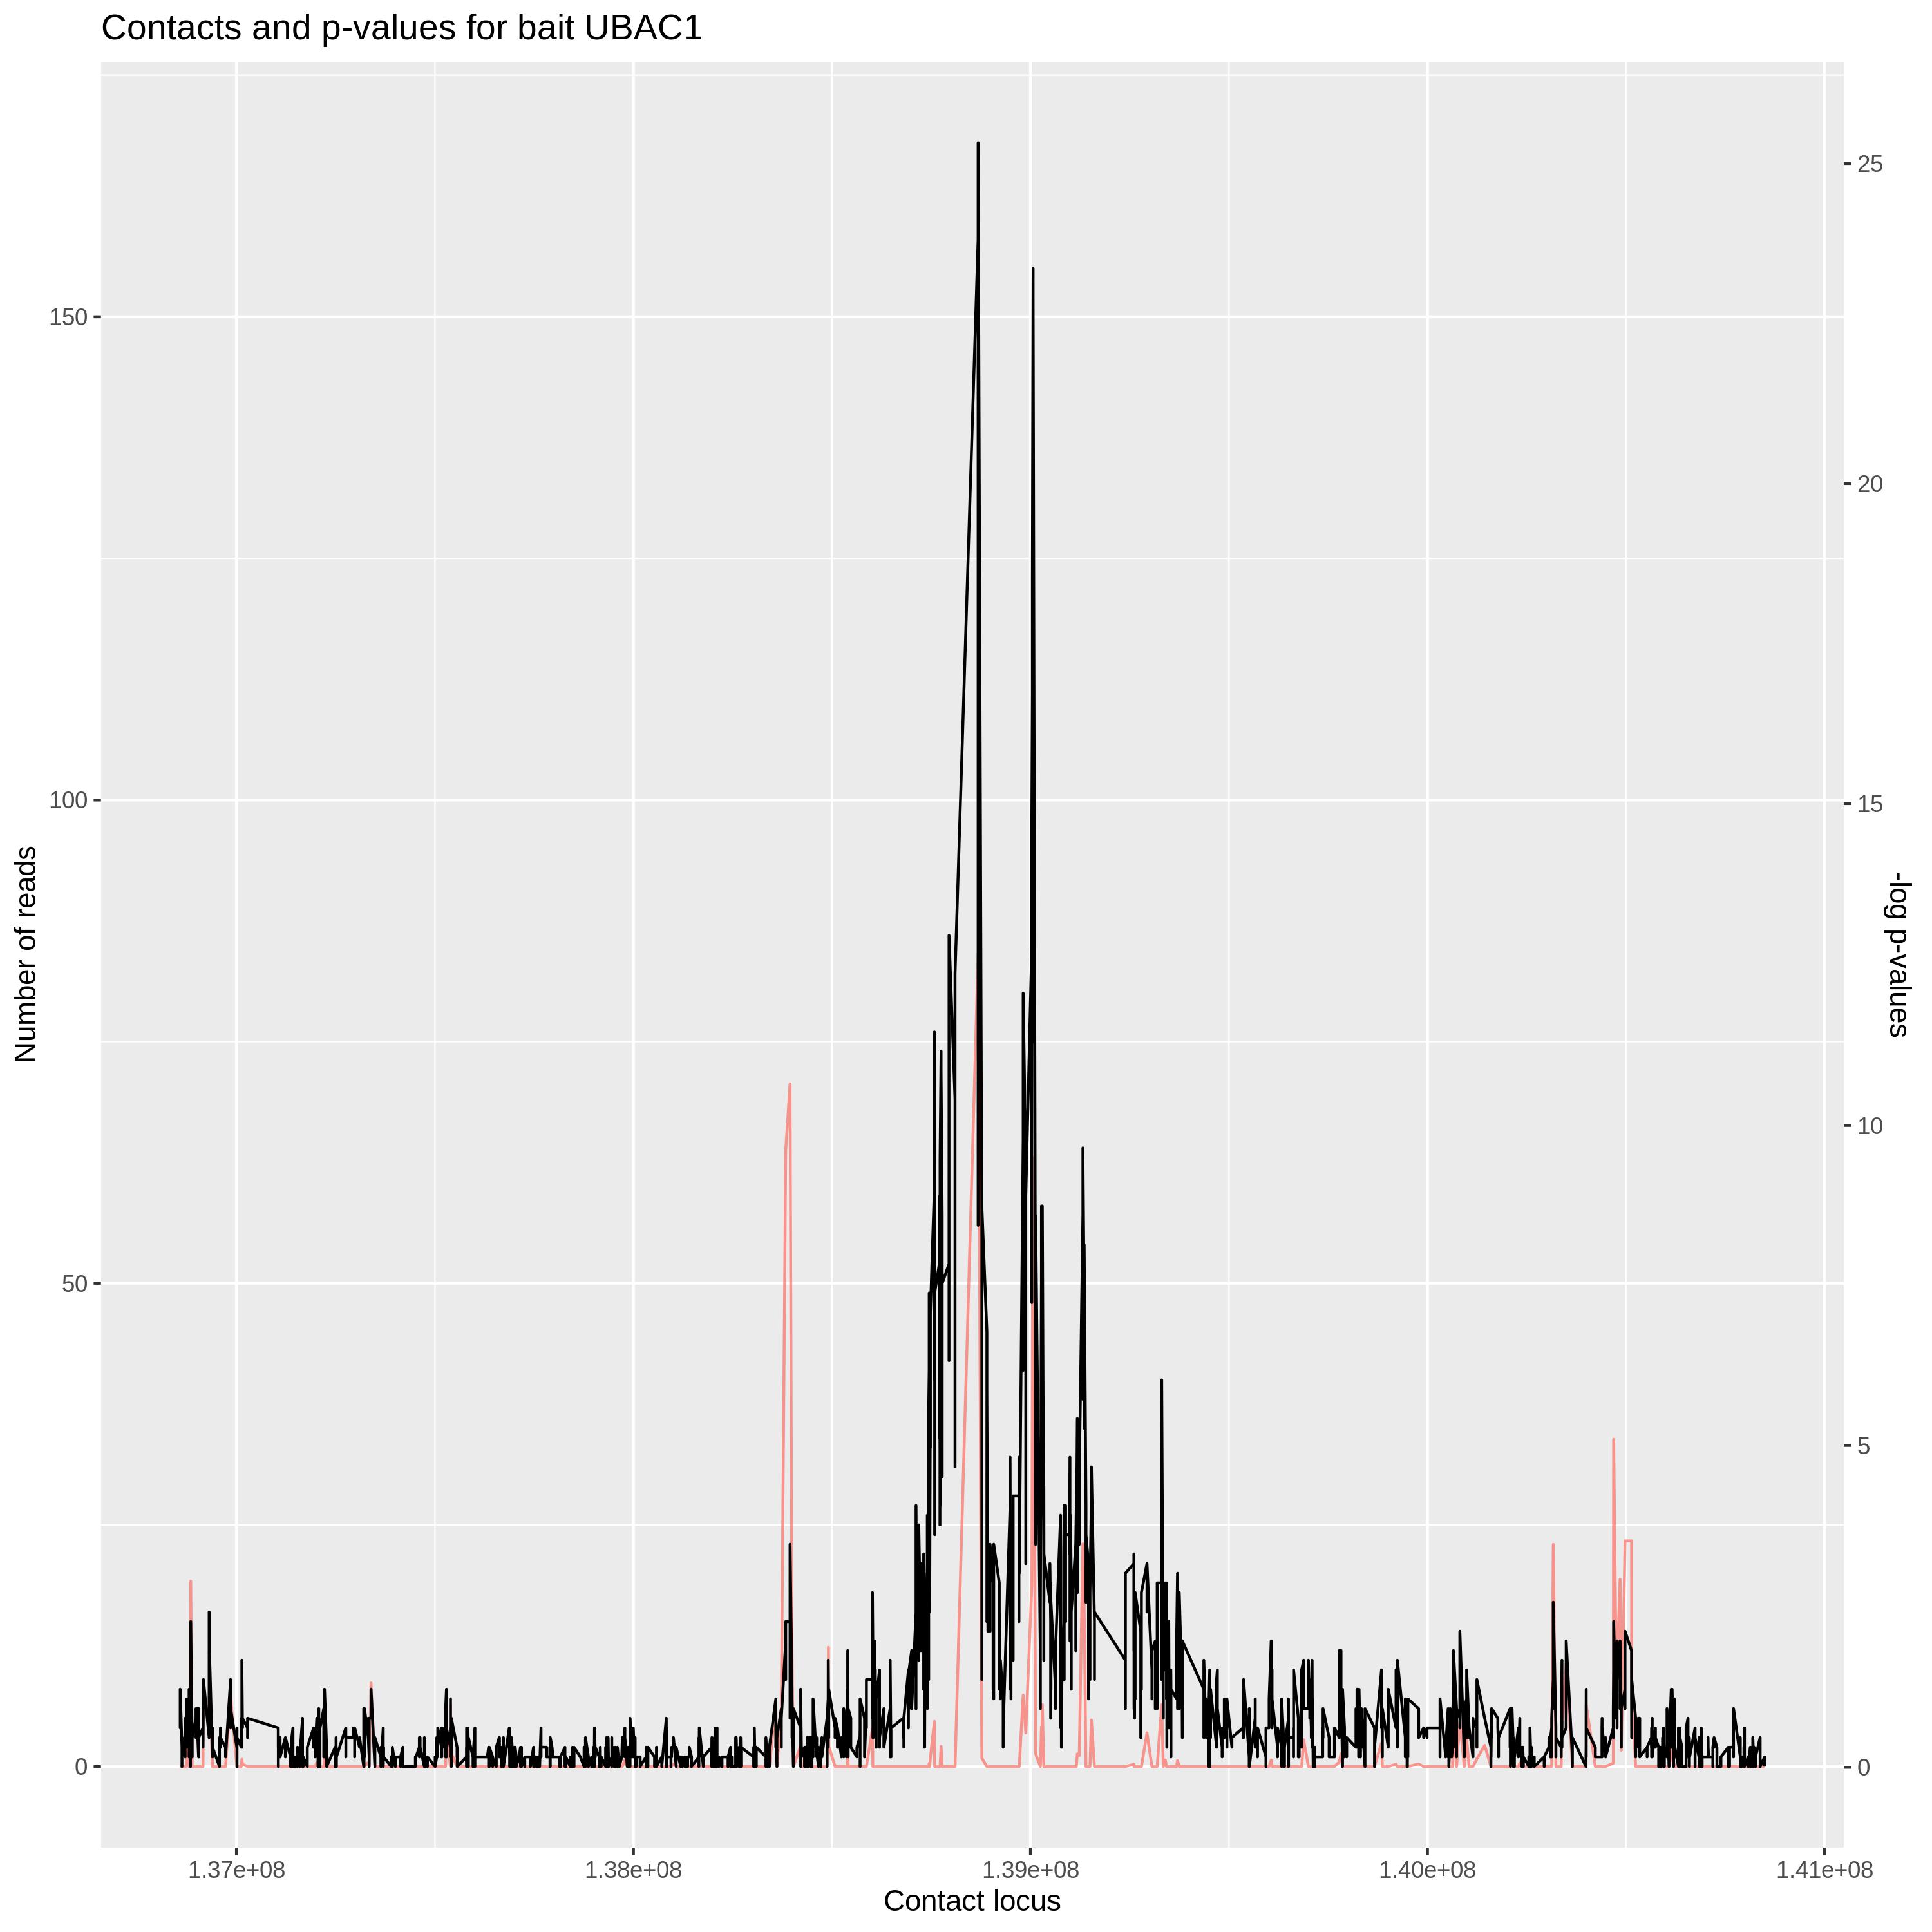 Contacts and p-values for bait UBAC1
Number of reads
150
100
50
0
25
20
15
10
5
0
-log p-values
1.37e+08 1.38e+08 1.39e+08 1.40e+08 1.41e+08
Contact locus